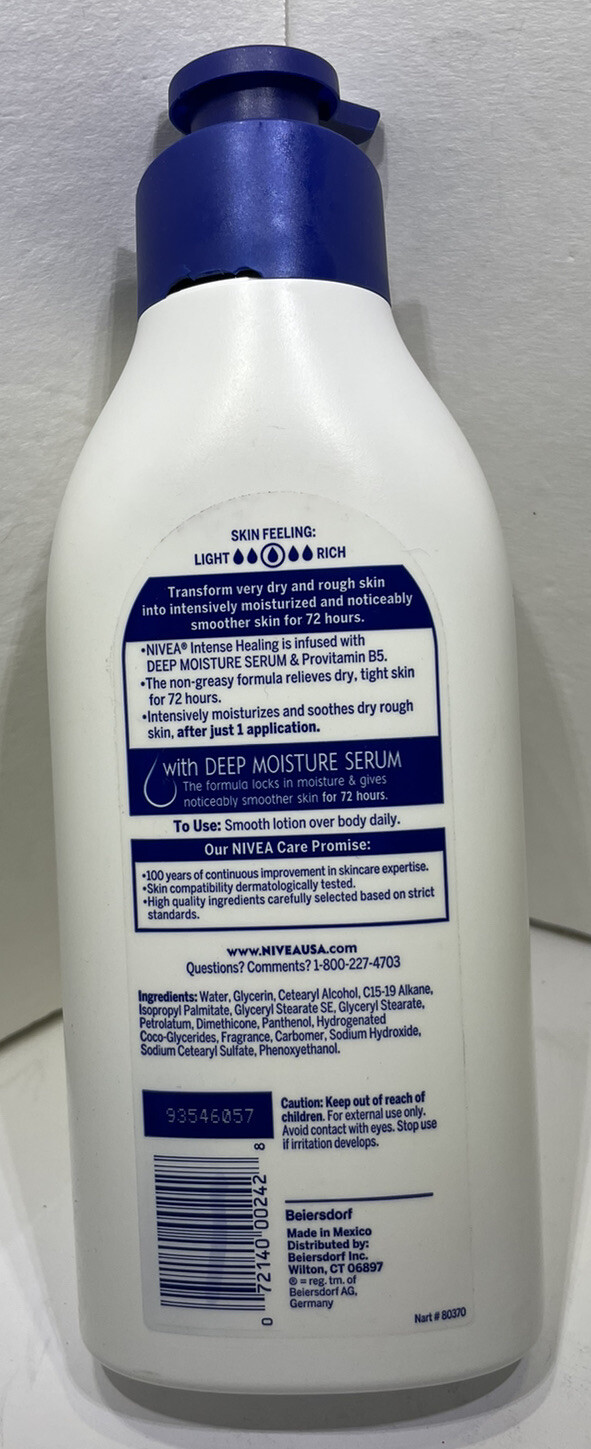 SKIN FEELING:
LIGHT RICH
Transform very dry and rough skin
into intensively moisturized and noticeably
smoother skin for 72 hours.
•NIVEA® Intense Healing is infused with
DEEP MOISTURE SERUM & Provitamin B5.
•The non-greasy formula relieves dry, tight skin
for 72 hours.
•Intensively moisturizes and soothes dry rough
skin, after just 1 application.
with DEEP MOISTURE SERUM
The formula locks in moisture & gives
noticeably smoother skin for 72 hours.
To Use: Smooth lotion over body daily.
Our NIVEA Care Promise:
•100 years of continuous improvement in skincare expertise.
•Skin compatibility dermatologically tested.
•High quality ingredients carefully selected based on strict
standards.
www.NIVEAUSA.com
Questions? Comments? 1-800-227-4703
Ingredients: Water, Glycerin, Cetearyl Alcohol, C15-19 Alkane,
Isopropyl Palmitate, Glyceryl Stearate SE, Glyceryl Stearate,
Petrolatum, Dimethicone, Panthenol, Hydrogenated
Coco-Glycerides, Fragrance, Carbomer, Sodium Hydroxide,
Sodium Cetearyl Sulfate, Phenoxyethanol.
93546057
Caution: Keep out of reach of
children. For external use only.
Avoid contact with eyes. Stop use
if irritation develops.
0 72140 00242 8
Beiersdorf
Made in Mexico
Distributed by:
Beiersdorf Inc.
Wilton, CT 06897
® = reg. tm. of
Beiersdorf AG,
Germany
Nart # 80370